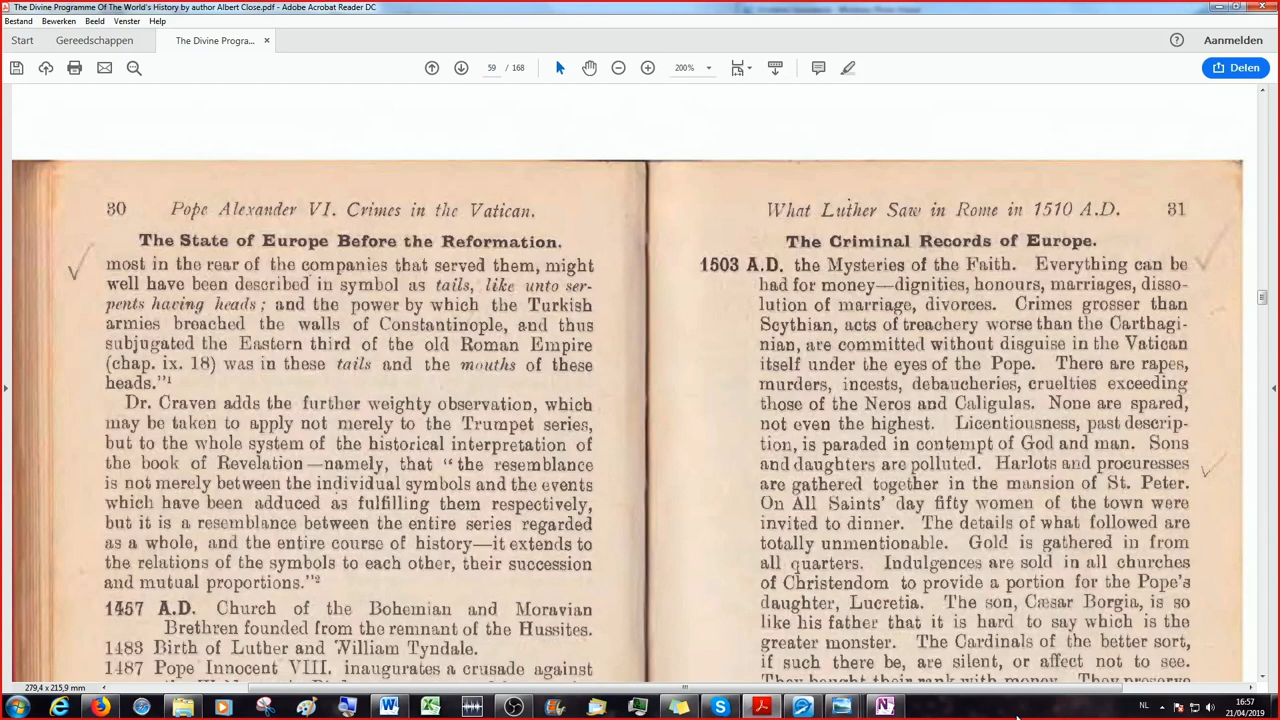 The Divine Programme Of The World's History by author Albert Close.pdf - Adobe Acrobat Reader DC
Bestand Bewerken Beeld Venster Help
Start Gereedschappen The Divine Progra... × Aanmelden
59 / 168 200% Delen
30 Pope Alexander VI. Crimes in the Vatican.
The State of Europe Before the Reformation.
most in the rear of the companies that served them, might
well have been described in symbol as tails, like unto ser-
pents having heads; and the power by which the Turkish
armies breached the walls of Constantinople, and thus
subjugated the Eastern third of the old Roman Empire
(chap. ix. 18) was in these tails and the mouths of these
heads."1
Dr. Craven adds the further weighty observation, which
may be taken to apply not merely to the Trumpet series,
but to the whole system of the historical interpretation of
the book of Revelation—namely, that "the resemblance
is not merely between the individual symbols and the events
which have been adduced as fulfilling them respectively,
but it is a resemblance between the entire series regarded
as a whole, and the entire course of history—it extends to
the relations of the symbols to each other, their succession
and mutual proportions."2
1457 A.D. Church of the Bohemian and Moravian
Brethren founded from the remnant of the Hussites.
1483 Birth of Luther and William Tyndale.
1487 Pope Innocent VIII. inaugurates a crusade against
What Luther Saw in Rome in 1510 A.D. 31
The Criminal Records of Europe.
1503 A.D. the Mysteries of the Faith. Everything can be
had for money—dignities, honours, marriages, disso-
lution of marriage, divorces. Crimes grosser than
Scythian, acts of treachery worse than the Carthagi-
nian, are committed without disguise in the Vatican
itself under the eyes of the Pope. There are rapes,
murders, incests, debaucheries, cruelties exceeding
those of the Neros and Caligulas. None are spared,
not even the highest. Licentiousness, past descrip-
tion, is paraded in contempt of God and man. Sons
and daughters are polluted. Harlots and procuresses
are gathered together in the mansion of St. Peter.
On All Saints' day fifty women of the town were
invited to dinner. The details of what followed are
totally unmentionable. Gold is gathered in from
all quarters. Indulgences are sold in all churches
of Christendom to provide a portion for the Pope's
daughter, Lucretia. The son, Cæsar Borgia, is so
like his father that it is hard to say which is the
greater monster. The Cardinals of the better sort,
if such there be, are silent, or affect not to see.
They bought their rank with money. They preserve
279,4 x 215,9 mm
NL 16:57
21/04/2019